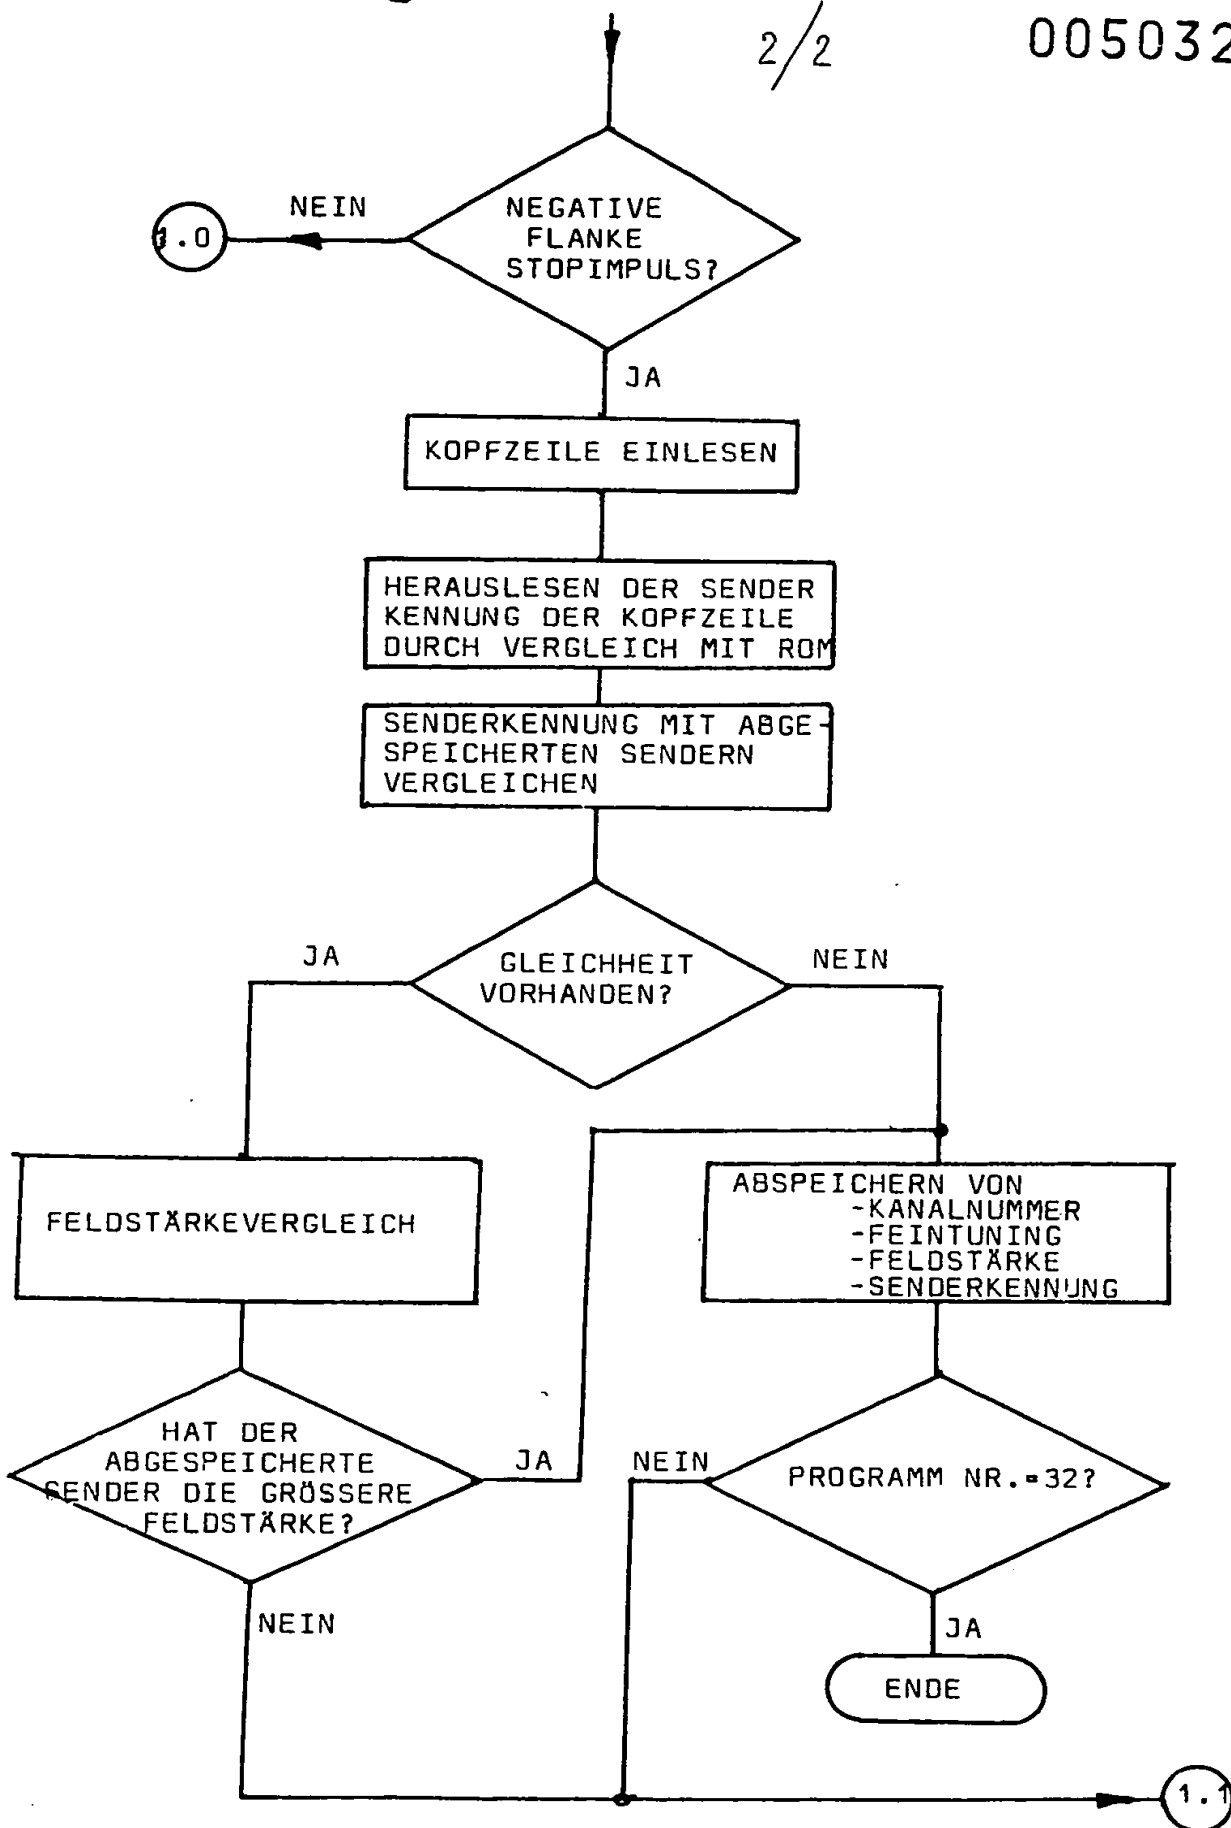 2/2
005032
NEIN
1.0
NEGATIVE
FLANKE
STOPIMPULS?
JA
KOPFZEILE EINLESEN
HERAUSLESEN DER SENDER
KENNUNG DER KOPFZEILE
DURCH VERGLEICH MIT ROM
SENDERKENNUNG MIT ABGE-
SPEICHERTEN SENDERN
VERGLEICHEN
JA
GLEICHHEIT
VORHANDEN?
NEIN
FELDSTÄRKEVERGLEICH
ABSPEICHERN VON
-KANALNUMMER
-FEINTUNING
-FELDSTÄRKE
-SENDERKENNUNG
HAT DER
ABGESPEICHERTE
SENDER DIE GRÖSSERE
FELDSTÄRKE?
JA
NEIN
PROGRAMM NR.=32?
NEIN
JA
ENDE
1.1